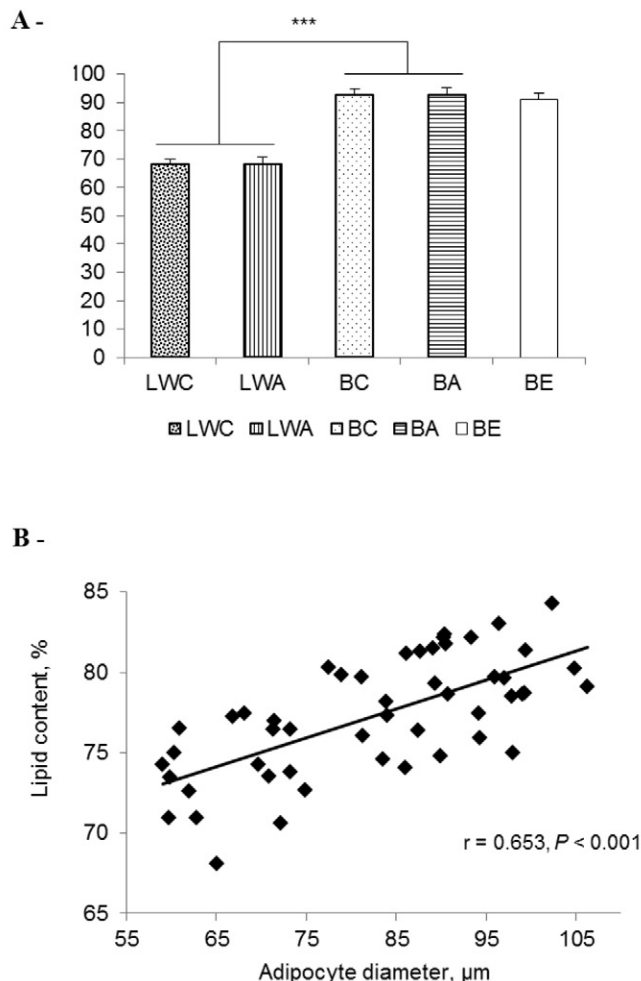 A -
***
100
90
80
70
60
50
40
30
20
10
0
LWC LWA BC BA BE
LWC LWA BC BA BE
B -
85
80
75
70
65
Lipid content, %
r = 0.653, P < 0.001
55 65 75 85 95 105
Adipocyte diameter, µm